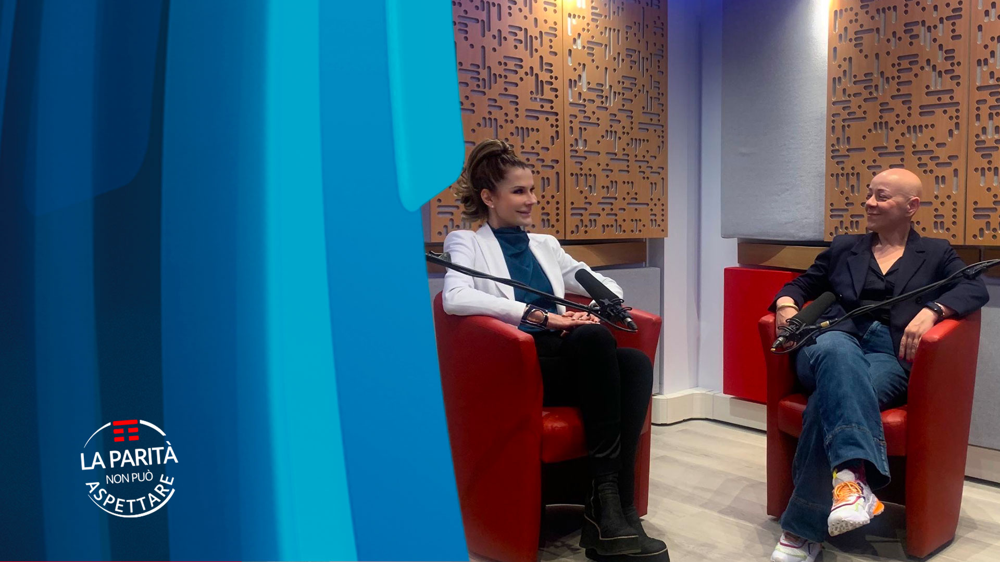 LA PARITÀ
NON PUÒ
ASPETTARE